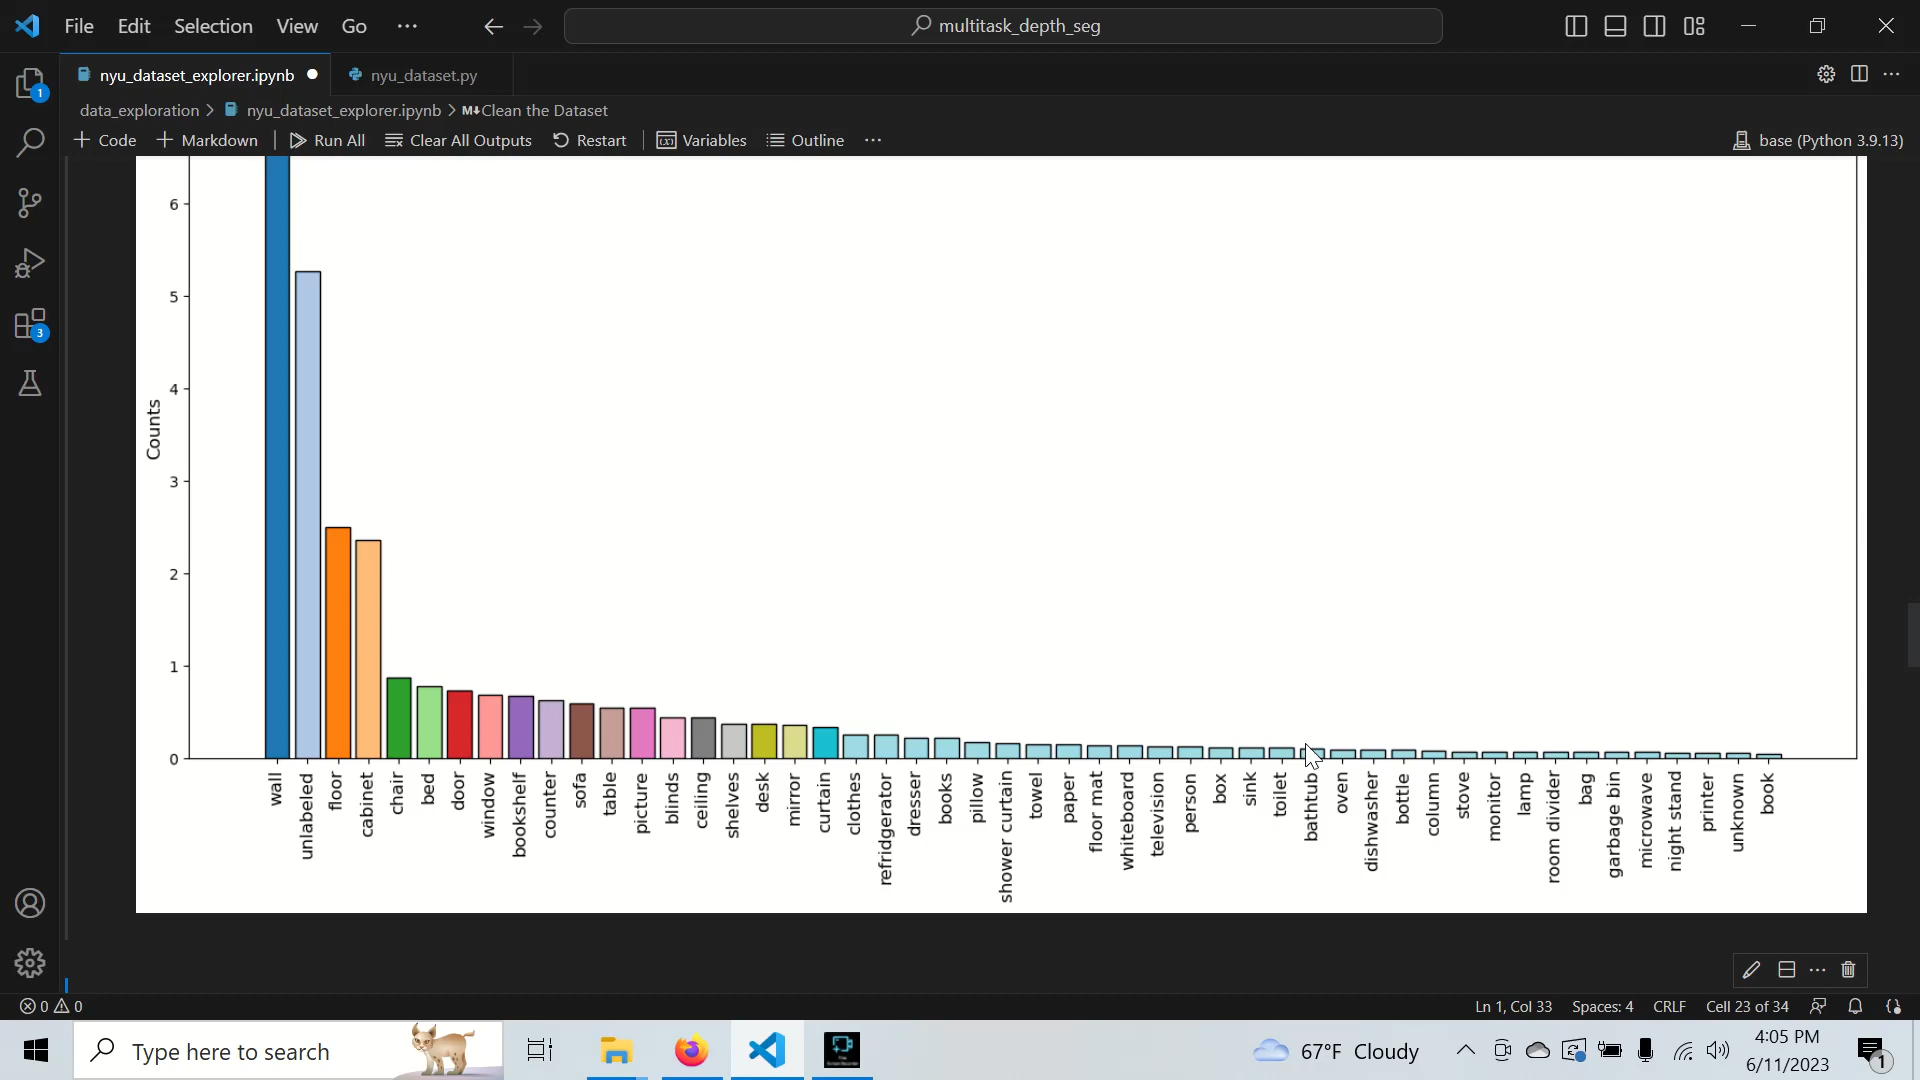 File Edit Selection View Go ··· multitask_depth_seg
nyu_dataset_explorer.ipynb nyu_dataset.py
data_exploration > nyu_dataset_explorer.ipynb > M↓Clean the Dataset
+ Code + Markdown Run All Clear All Outputs Restart Variables Outline ··· base (Python 3.9.13)
1
3
6
5
4
3
2
1
0
Counts
wall
unlabeled
floor
cabinet
chair
bed
door
window
bookshelf
counter
sofa
table
picture
blinds
ceiling
shelves
desk
mirror
curtain
clothes
refridgerator
dresser
books
pillow
shower curtain
towel
paper
floor mat
whiteboard
television
person
box
sink
toilet
bathtub
oven
dishwasher
bottle
column
stove
monitor
lamp
room divider
bag
garbage bin
microwave
night stand
printer
unknown
book
0 0 Ln 1, Col 33 Spaces: 4 CRLF Cell 23 of 34
Type here to search 67°F Cloudy 4:05 PM
6/11/2023
1